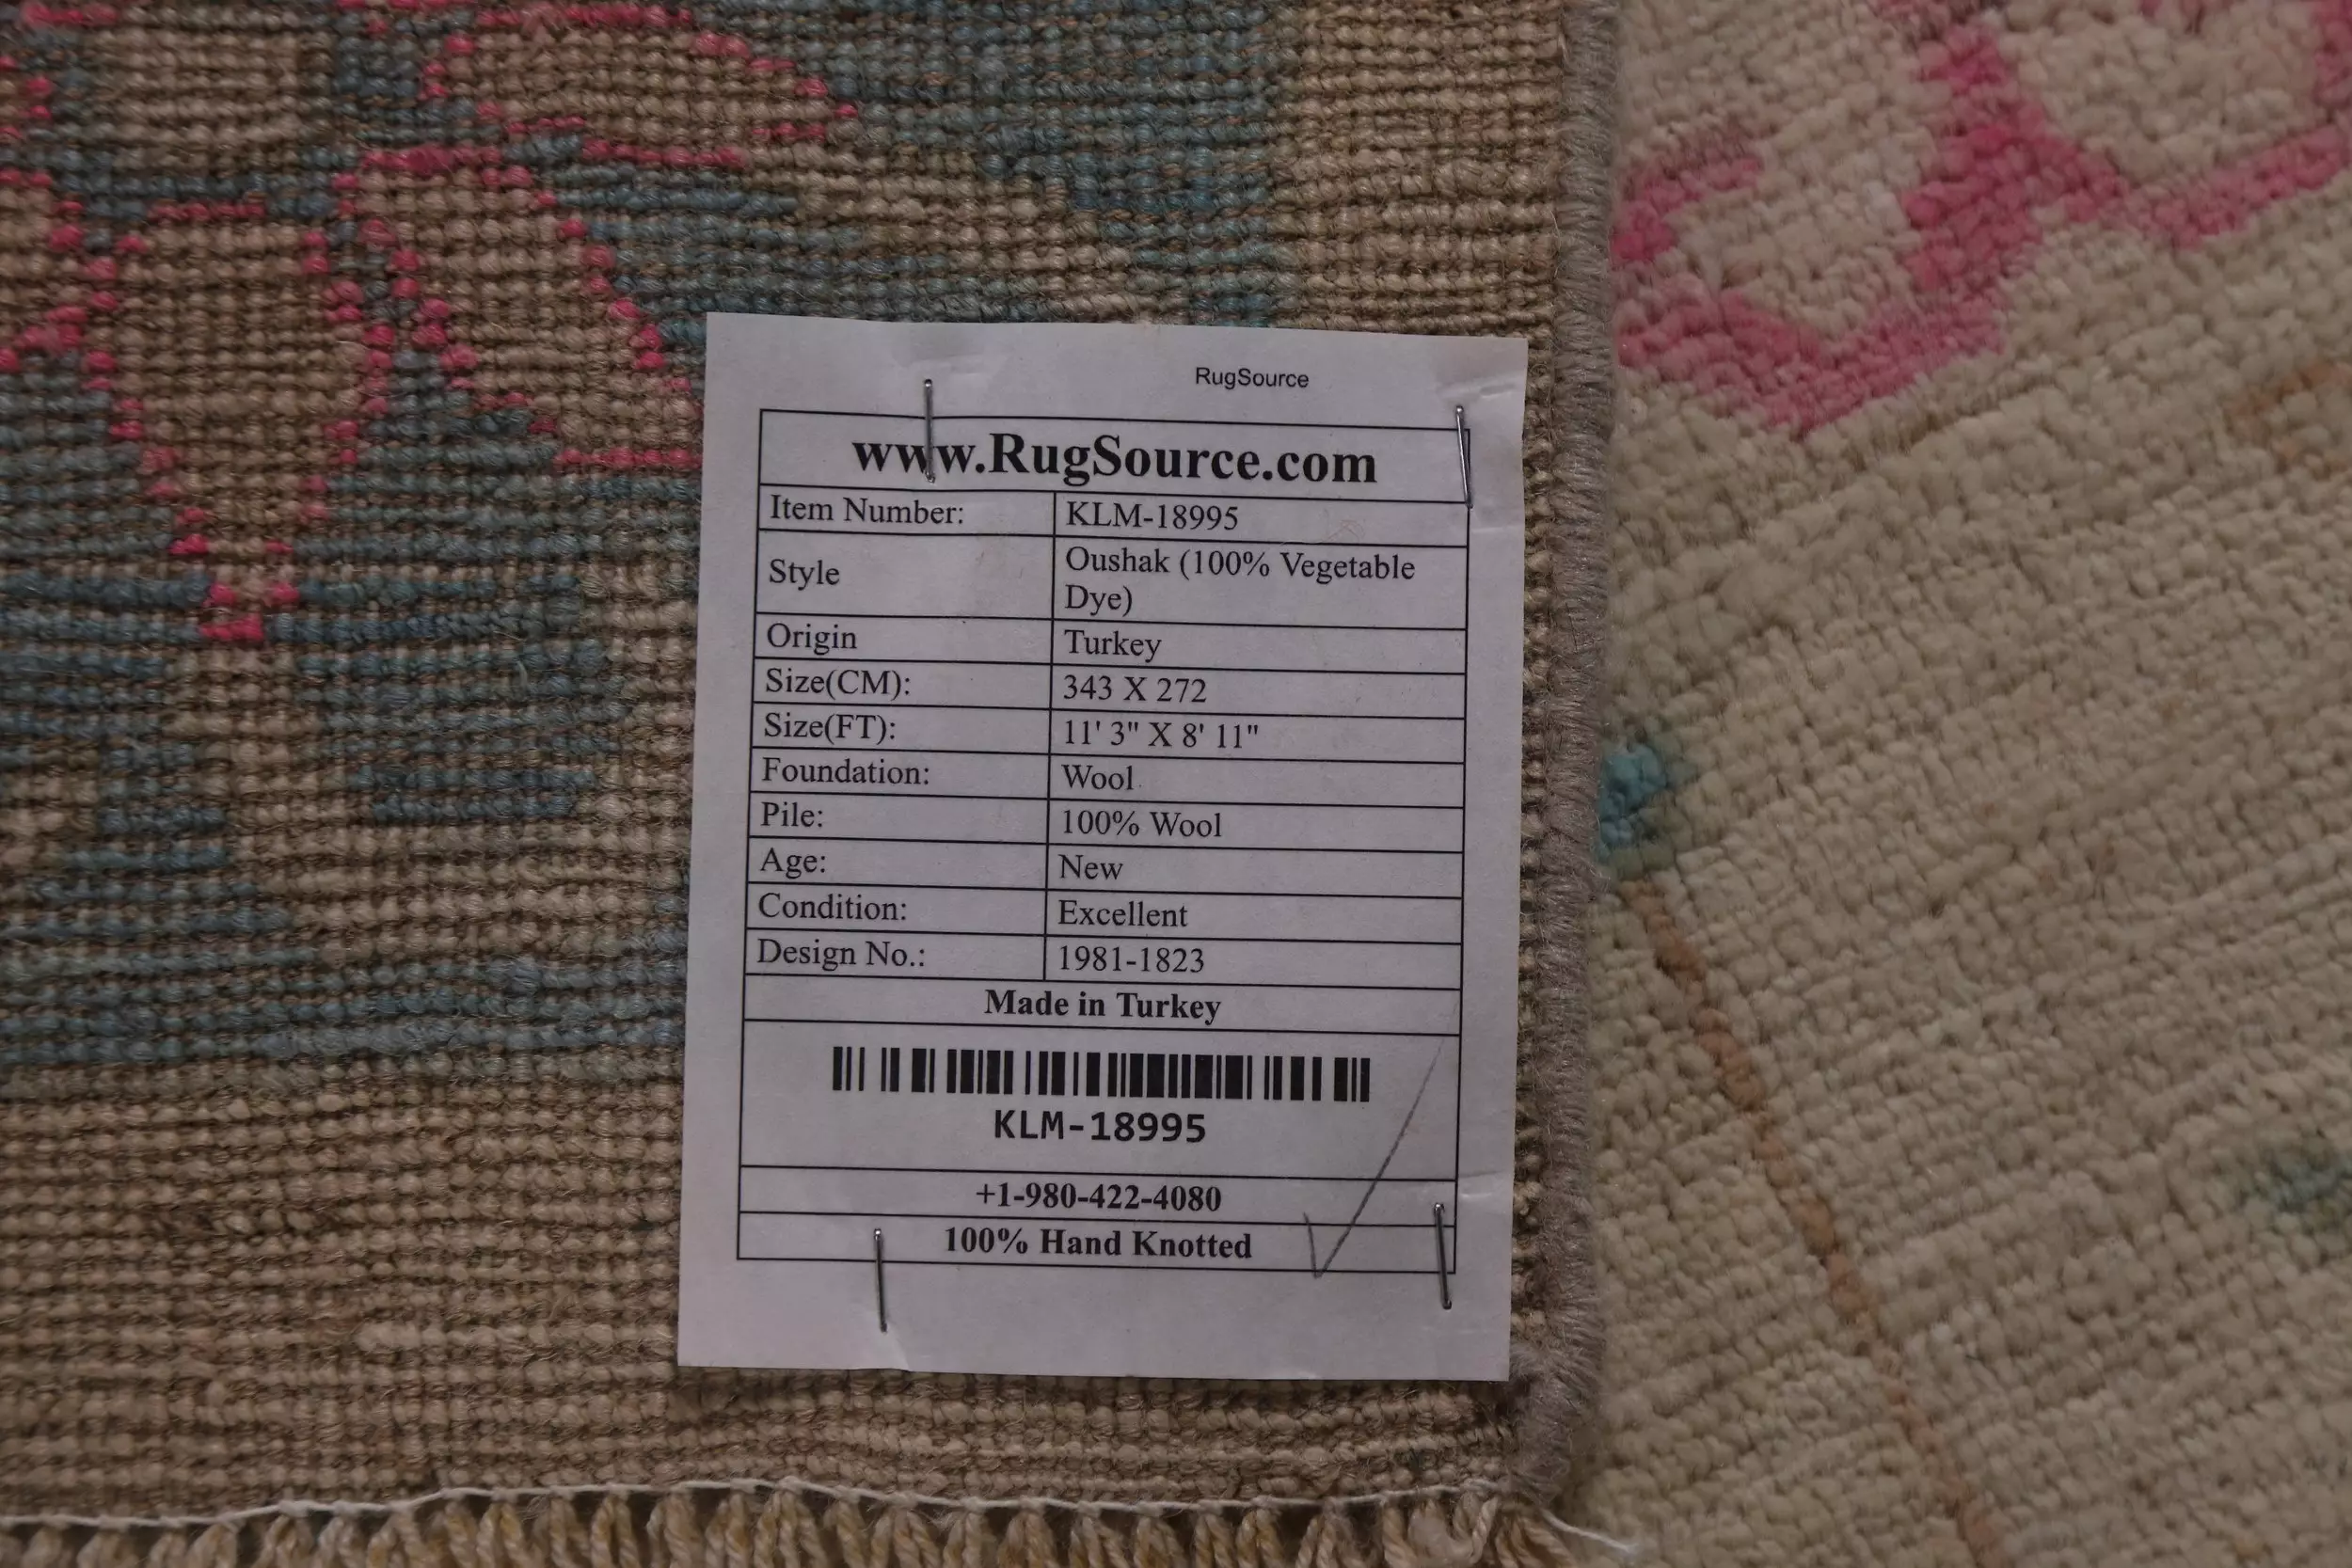 RugSource
www.RugSource.com
Item Number: KLM-18995
Style Oushak (100% Vegetable
Dye)
Origin Turkey
Size(CM): 343 X 272
Size(FT): 11' 3" X 8' 11"
Foundation: Wool
Pile: 100% Wool
Age: New
Condition: Excellent
Design No.: 1981-1823
Made in Turkey
KLM-18995
+1-980-422-4080
100% Hand Knotted